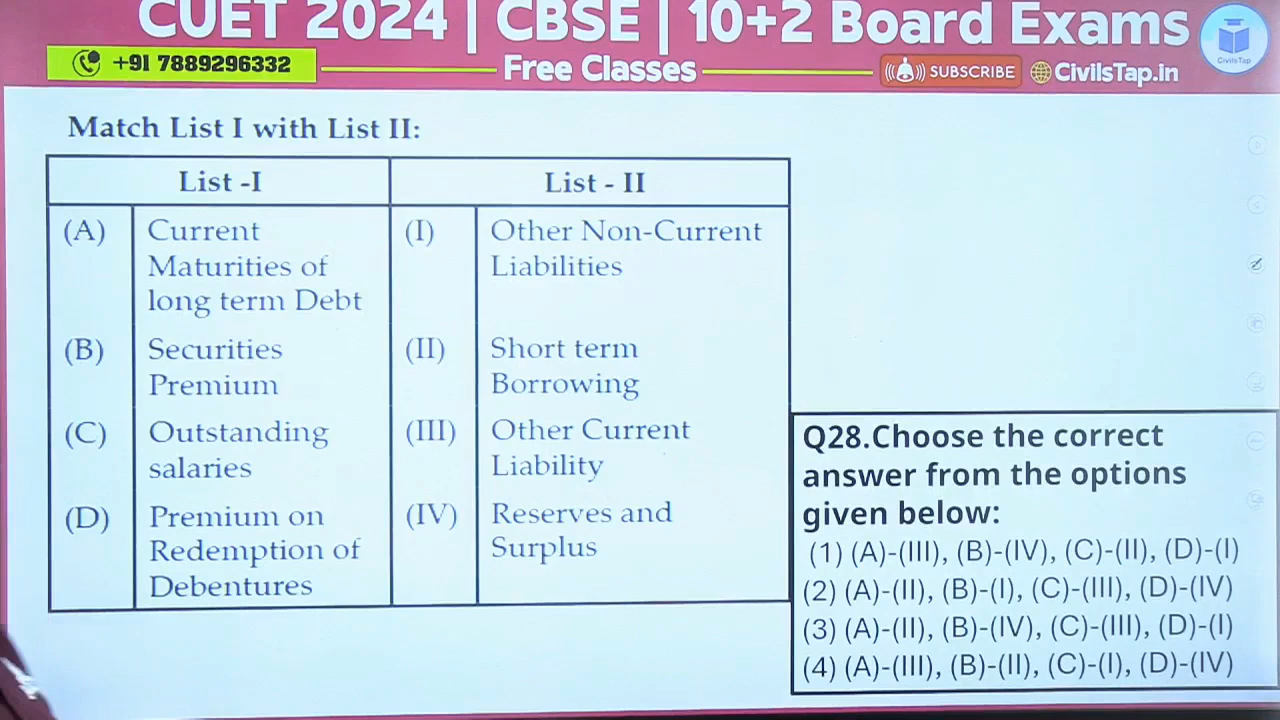 CUET 2024 | CBSE | 10+2 Board Exams
+91 7889296332
Free Classes
SUBSCRIBE
CivilsTap.in
CivilsTap
Match List I with List II:
List -I
List - II
(A)
Current
Maturities of
long term Debt
(I)
Other Non-Current
Liabilities
(B)
Securities
Premium
(II)
Short term
Borrowing
(C)
Outstanding
salaries
(III)
Other Current
Liability
(D)
Premium on
Redemption of
Debentures
(IV)
Reserves and
Surplus
Q28.Choose the correct
answer from the options
given below:
(1) (A)-(III), (B)-(IV), (C)-(II), (D)-(I)
(2) (A)-(II), (B)-(I), (C)-(III), (D)-(IV)
(3) (A)-(II), (B)-(IV), (C)-(III), (D)-(I)
(4) (A)-(III), (B)-(II), (C)-(I), (D)-(IV)